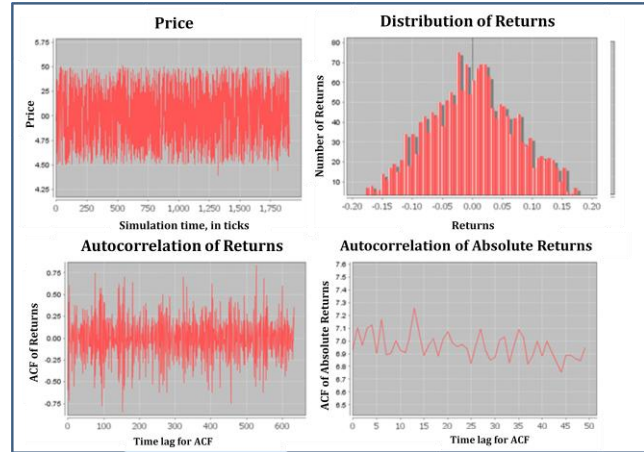 Price
5.75
5.25
00
4.75
4.50
4.25
Price
0 250 500 750 1,000 1,250 1,500 1,750
Simulation time, in ticks
Distribution of Returns
80
70
60
50
40
30
20
10
Number of Returns
-0.20 -0.15 -0.10 -0.05 0.00 0.05 0.10 0.15 0.20
Returns
Autocorrelation of Returns
0.75
0.50
0.25
0.00
-0.25
-0.50
-0.75
ACF of Returns
0 100 200 300 400 500 600
Time lag for ACF
Autocorrelation of Absolute Returns
7.6
7.5
7.4
7.3
7.2
7.1
7.0
6.9
6.8
6.7
6.6
6.5
ACF of Absolute Returns
0 5 10 15 20 25 30 35 40 45 50
Time lag for ACF